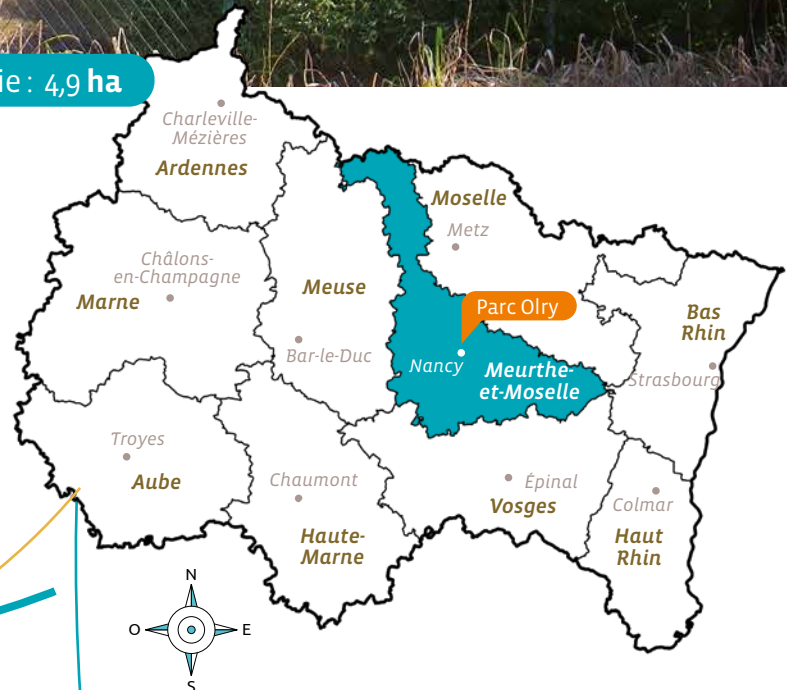 : 4,9 ha
Charleville-
Mézières
Ardennes
Moselle
Metz
Châlons-
en-Champagne
Marne
Meuse
Parc Olry
Bas
Rhin
Bar-le-Duc
Nancy
Meurthe-
et-Moselle
Strasbourg
Troyes
Aube
Chaumont
Épinal
Vosges
Colmar
Haute-
Marne
Haut
Rhin
N
O
E
S